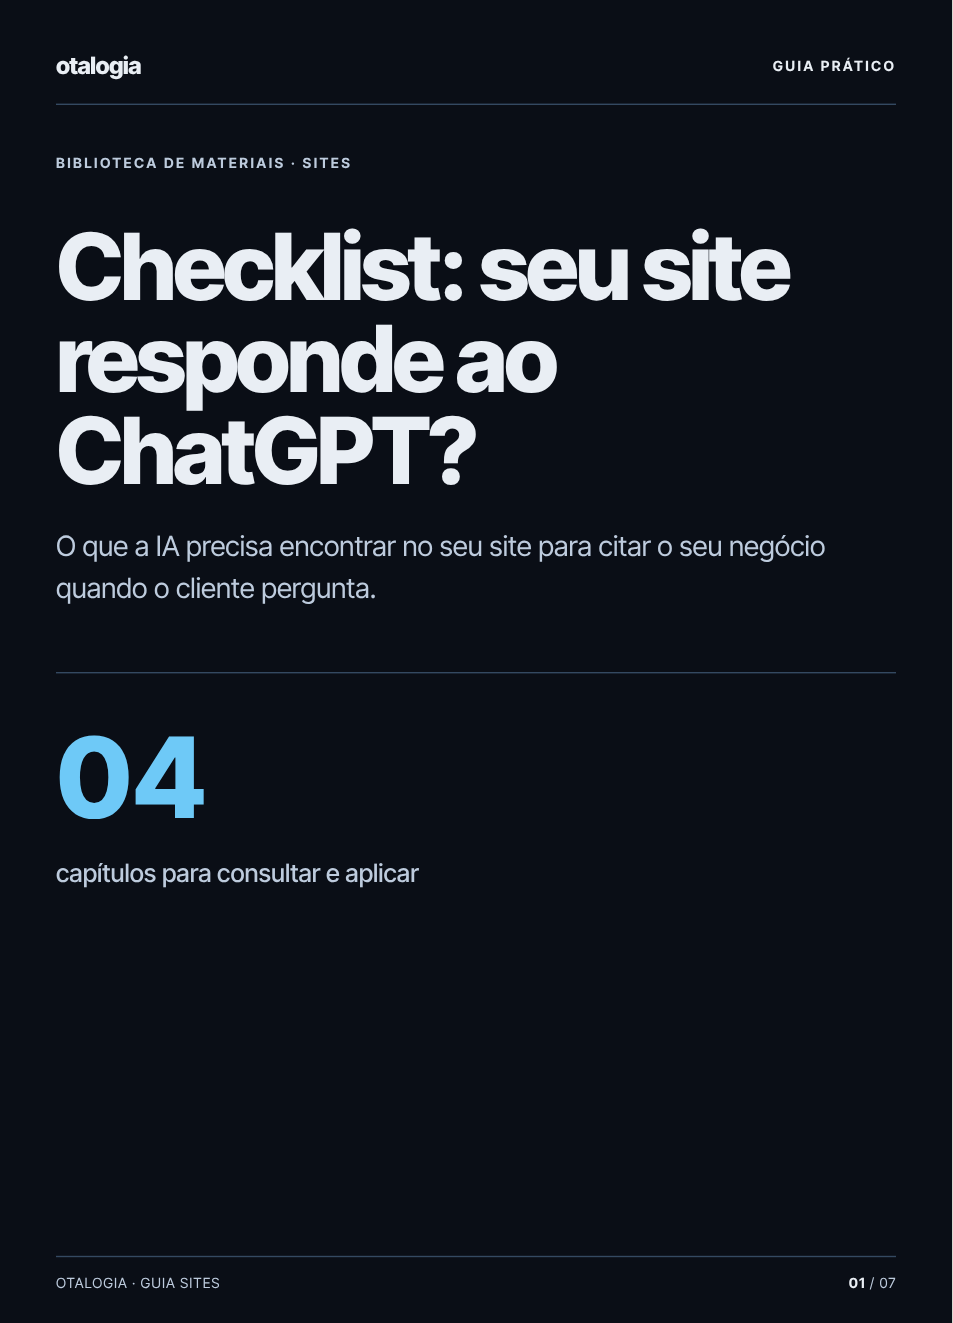 otalogia
GUIA PRÁTICO
BIBLIOTECA DE MATERIAIS · SITES
Checklist: seu site
responde ao
ChatGPT?
O que a IA precisa encontrar no seu site para citar o seu negócio
quando o cliente pergunta.
04
capítulos para consultar e aplicar
OTALOGIA · GUIA SITES
01 / 07